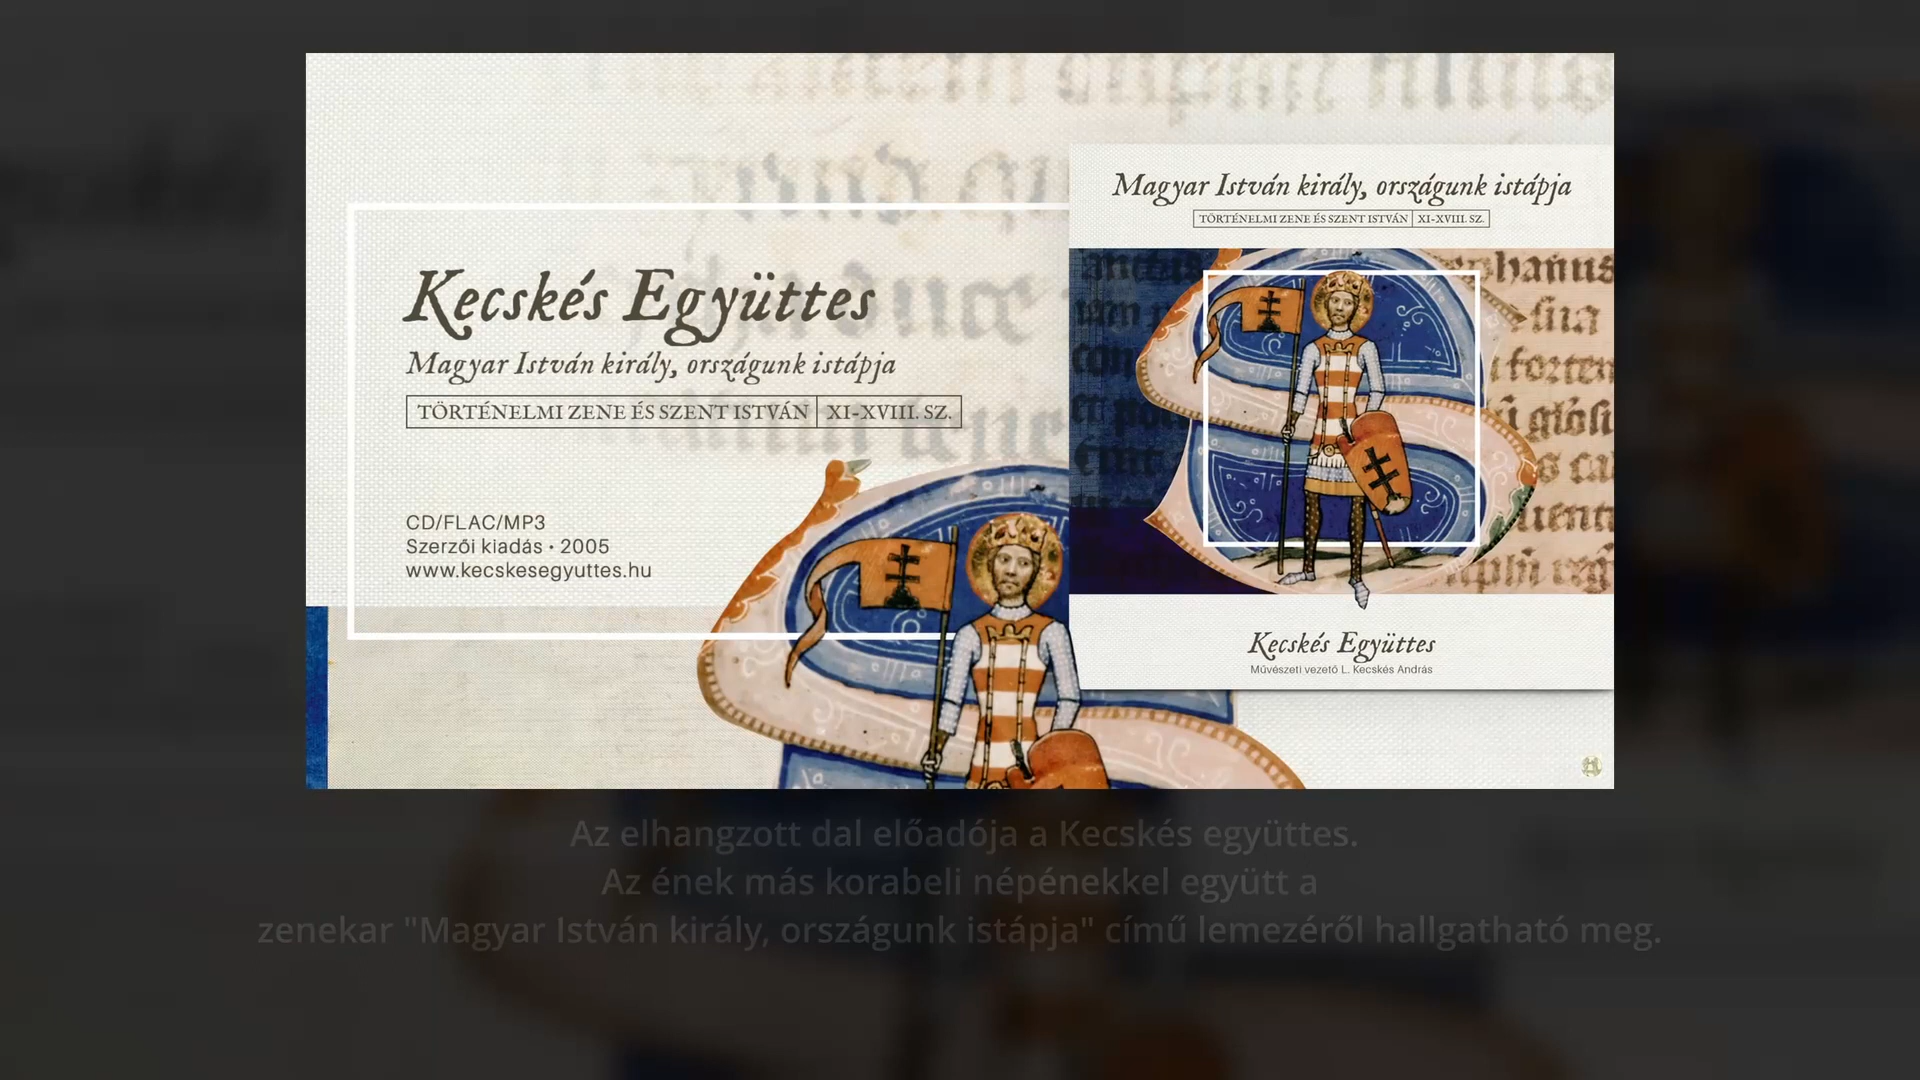 Kecskés Együttes
Magyar István király, országunk istápja
TÖRTÉNELMI ZENE ÉS SZENT ISTVÁN XI-XVIII. SZ.
CD/FLAC/MP3
Szerzői kiadás • 2005
www.kecskesegyuttes.hu
Magyar István király, országunk istápja
TÖRTÉNELMI ZENE ÉS SZENT ISTVÁN XI-XVIII. SZ.
Kecskés Együttes
Művészeti vezető L. Kecskés András
Az elhangzott dal előadója a Kecskés együttes.
Az ének más korabeli népénekkel együtt a
zenekar "Magyar István király, országunk istápja" című lemezéről hallgatható meg.